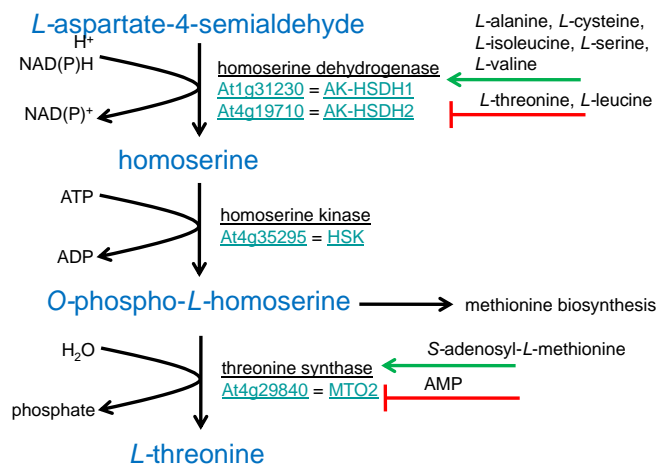 L-aspartate-4-semialdehyde
H+
NAD(P)H
NAD(P)+
homoserine dehydrogenase
At1g31230 = AK-HSDH1
At4g19710 = AK-HSDH2
L-alanine, L-cysteine,
L-isoleucine, L-serine,
L-valine
L-threonine, L-leucine
homoserine
ATP
ADP
homoserine kinase
At4g35295 = HSK
O-phospho-L-homoserine
methionine biosynthesis
H2O
phosphate
threonine synthase
At4g29840 = MTO2
S-adenosyl-L-methionine
AMP
L-threonine